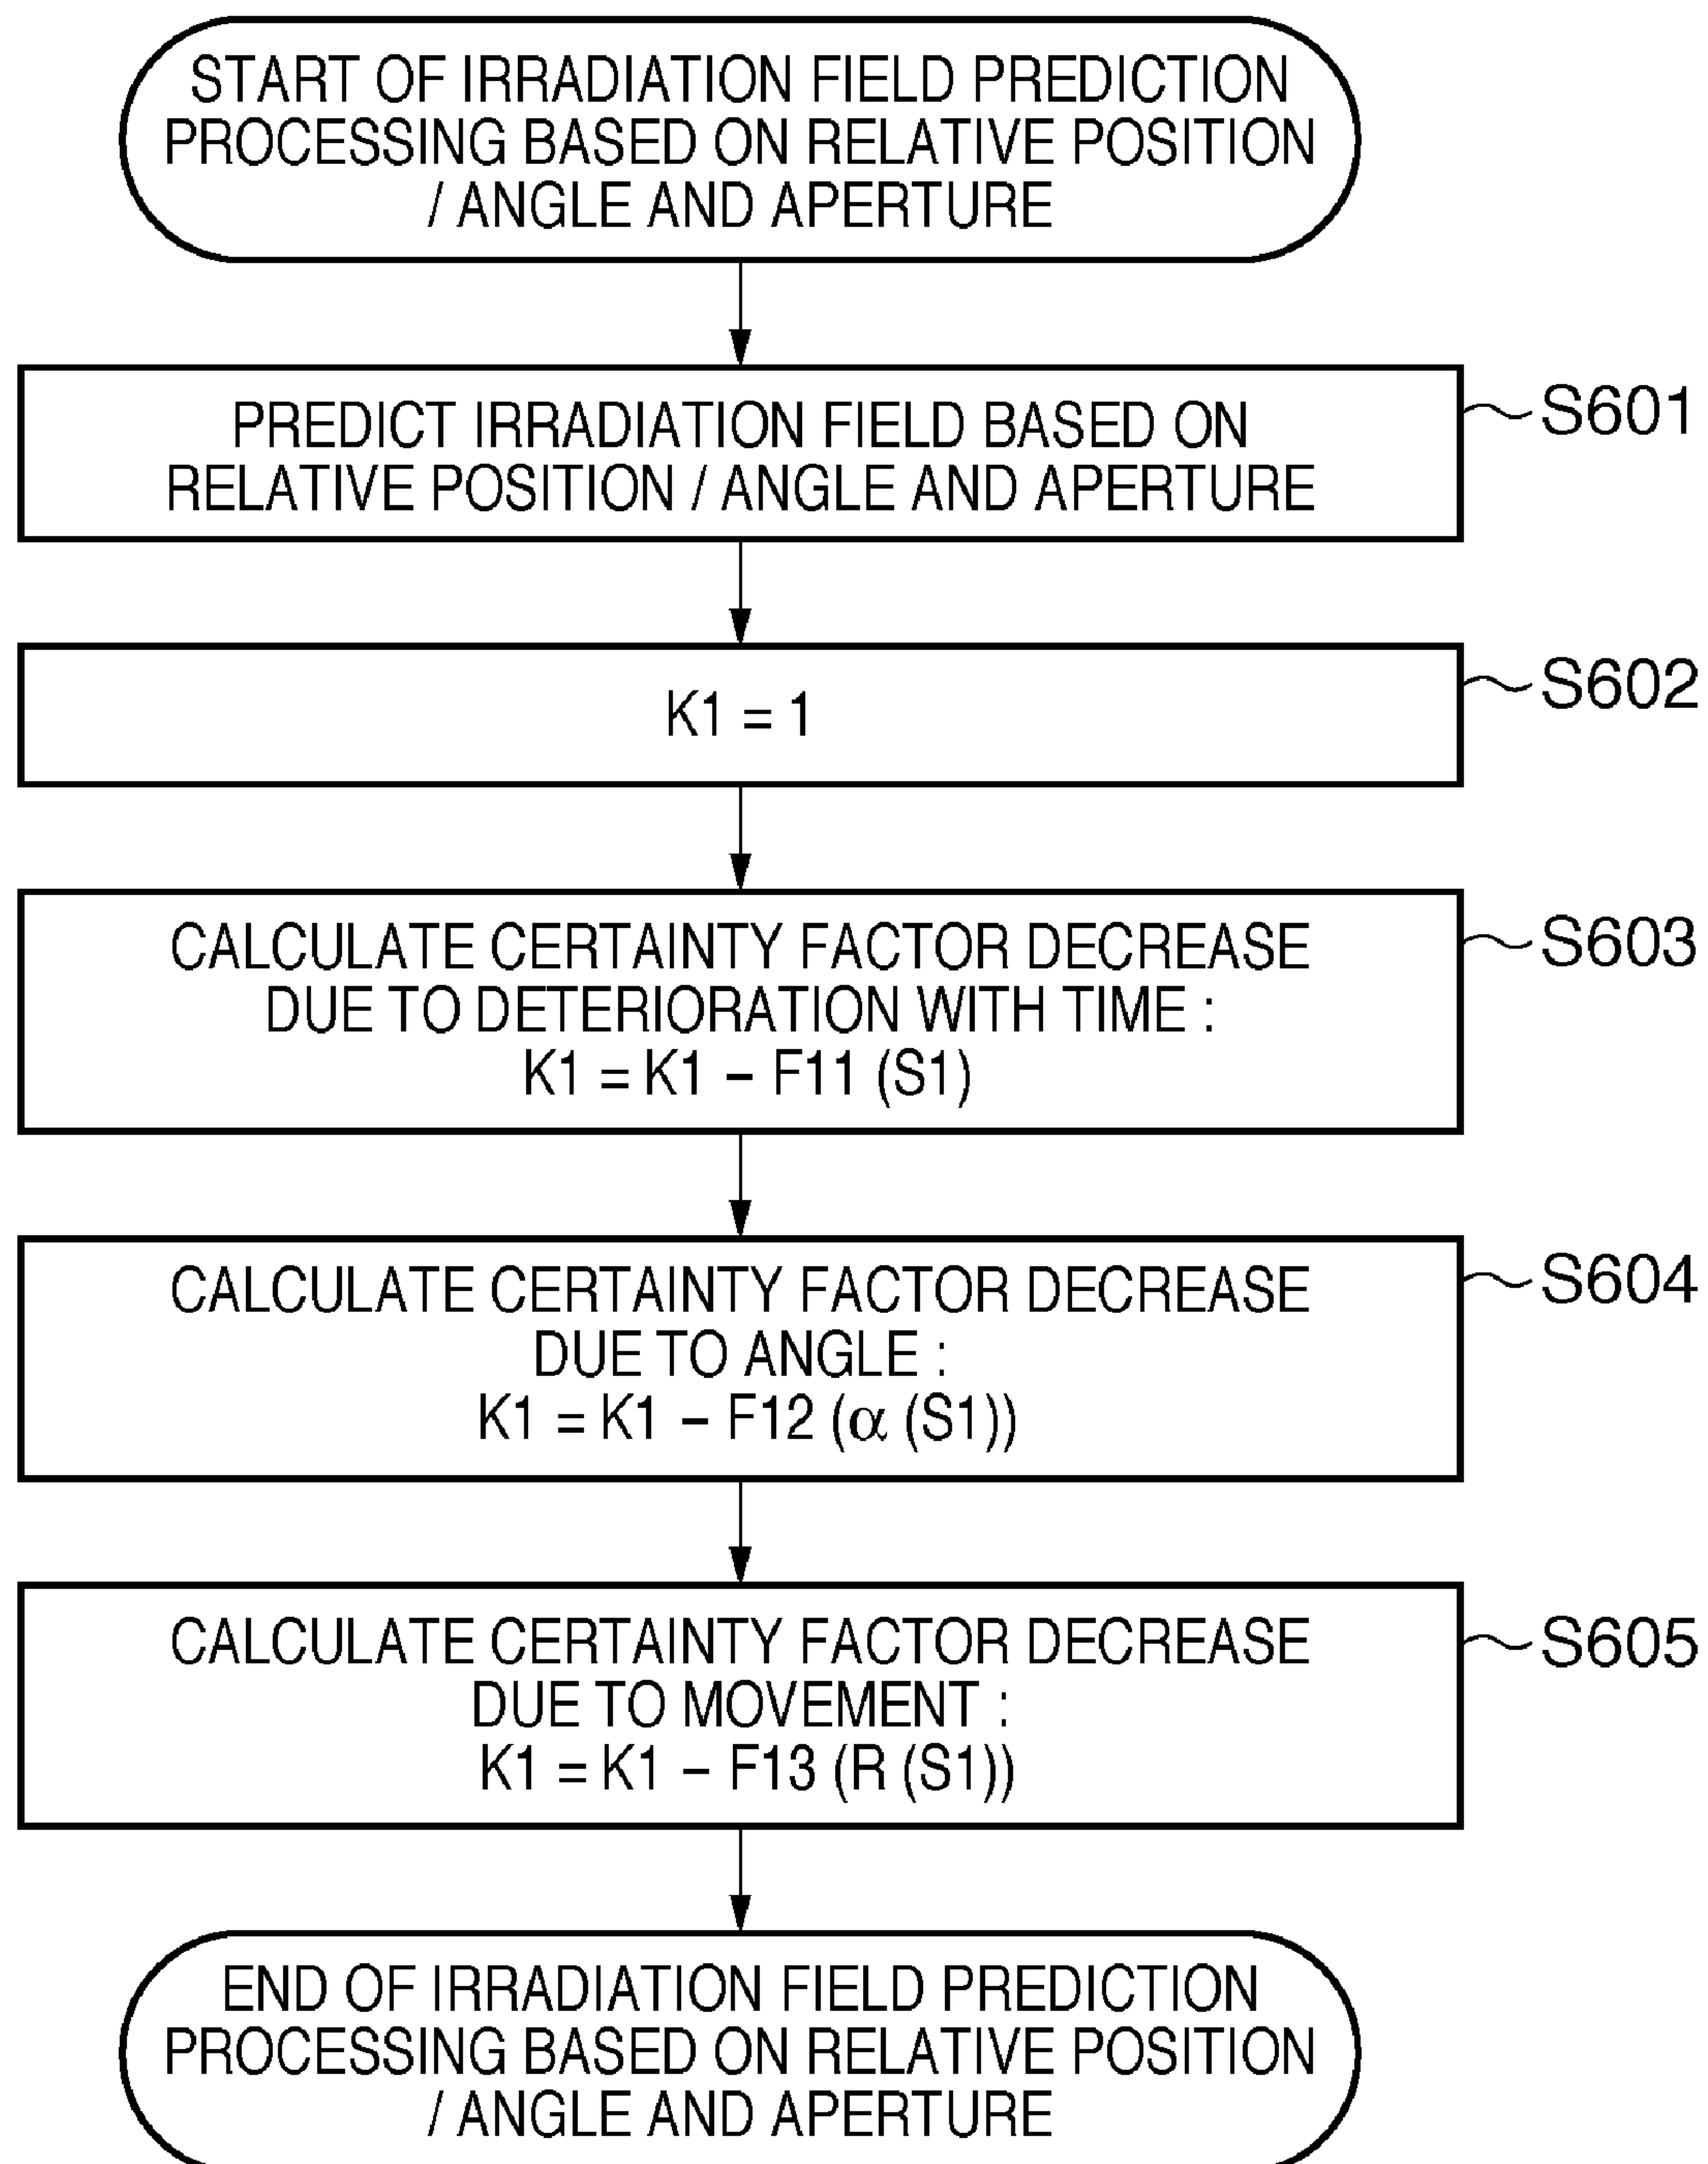 START OF IRRADIATION FIELD PREDICTION
PROCESSING BASED ON RELATIVE POSITION
/ ANGLE AND APERTURE
PREDICT IRRADIATION FIELD BASED ON
RELATIVE POSITION / ANGLE AND APERTURE
S601
K1 = 1
S602
CALCULATE CERTAINTY FACTOR DECREASE
DUE TO DETERIORATION WITH TIME :
K1 = K1 – F11 (S1)
S603
CALCULATE CERTAINTY FACTOR DECREASE
DUE TO ANGLE :
K1 = K1 – F12 (α (S1))
S604
CALCULATE CERTAINTY FACTOR DECREASE
DUE TO MOVEMENT :
K1 = K1 – F13 (R (S1))
S605
END OF IRRADIATION FIELD PREDICTION
PROCESSING BASED ON RELATIVE POSITION
/ ANGLE AND APERTURE